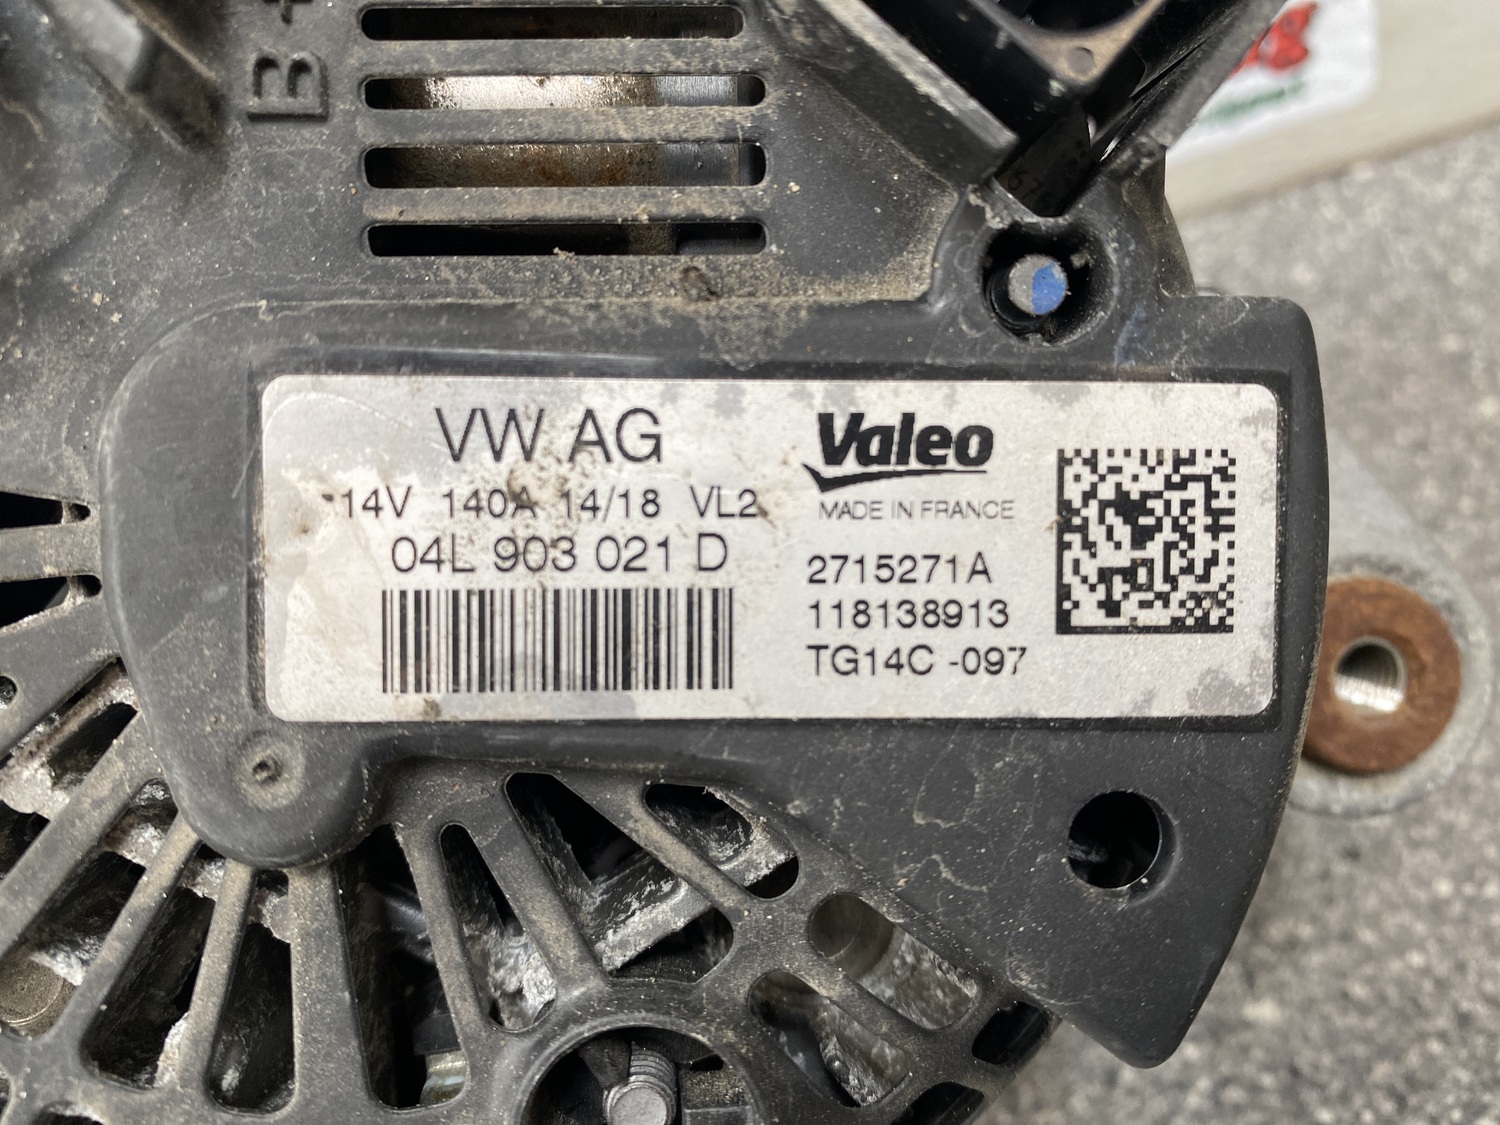 B+
VW AG
14V 140A 14/18 VL2
04L 903 021 D
Valeo
MADE IN FRANCE
2715271A
118138913
TG14C -097